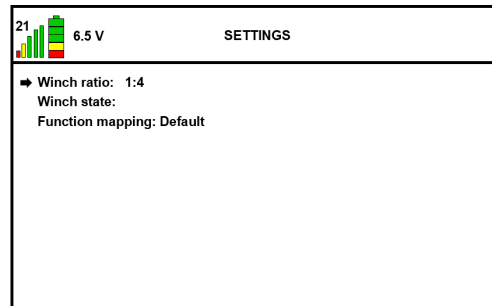 21 6.5 V SETTINGS
➡ Winch ratio: 1:4
Winch state:
Function mapping: Default